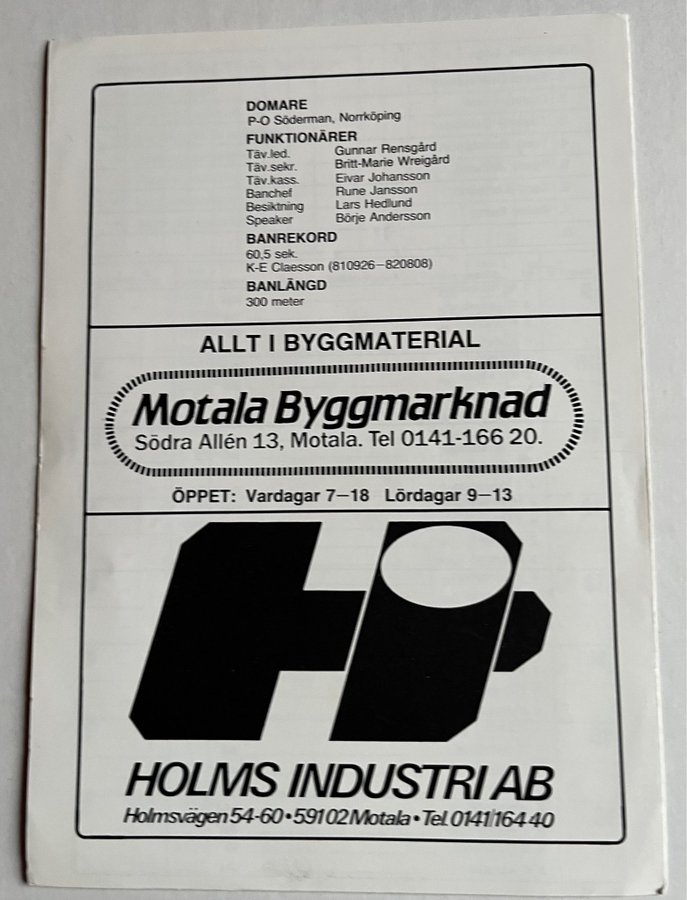 DOMARE
P-O Söderman, Norrköping
FUNKTIONÄRER
Täv.led. Gunnar Rensgård
Täv.sekr. Britt-Marie Wreigård
Täv.kass. Eivar Johansson
Banchef Rune Jansson
Besiktning Lars Hedlund
Speaker Börje Andersson
BANREKORD
60,5 sek.
K-E Claesson (810926–820808)
BANLÄNGD
300 meter
ALLT I BYGGMATERIAL
Motala Byggmarknad
Södra Allén 13, Motala. Tel 0141-166 20.
ÖPPET: Vardagar 7–18 Lördagar 9–13
HOLMS INDUSTRI AB
Holmsvägen 54-60 • 591 02 Motala • Tel. 0141/164 40